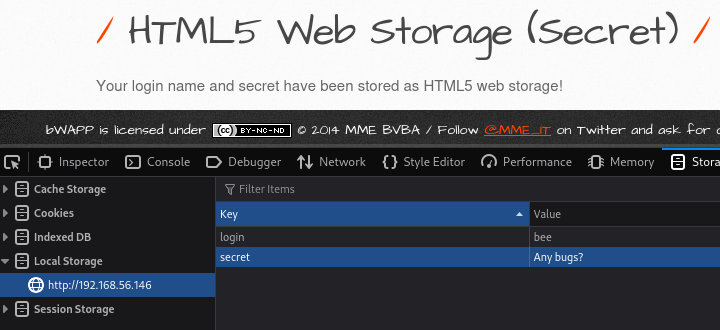 / HTML5 Web Storage (Secret) /
Your login name and secret have been stored as HTML5 web storage!
bWAPP is licensed under (cc) BY-NC-ND © 2014 MME BVBA / Follow @MME_IT on Twitter and ask for
Inspector Console Debugger Network Style Editor Performance Memory Stora
Cache Storage
Filter Items
Cookies
Key Value
Indexed DB
login bee
Local Storage
secret Any bugs?
http://192.168.56.146
Session Storage